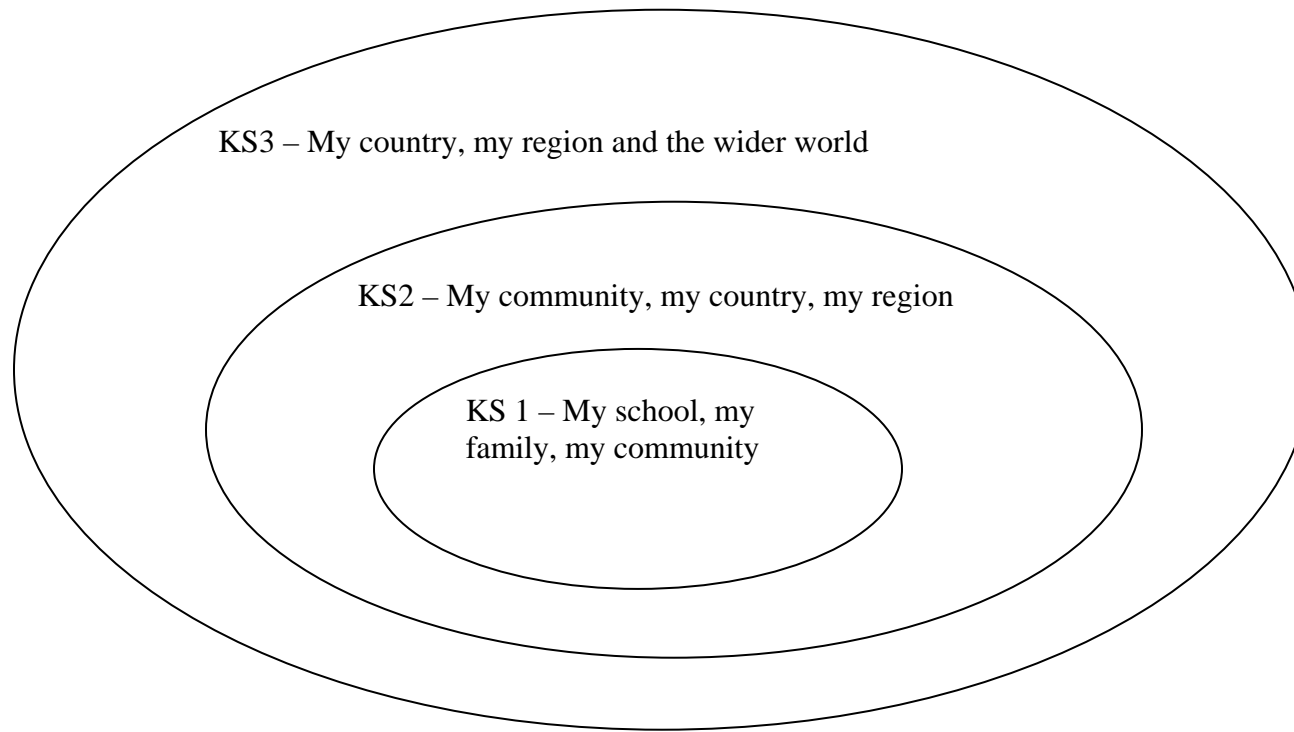 KS3 – My country, my region and the wider world
KS2 – My community, my country, my region
KS 1 – My school, my
family, my community